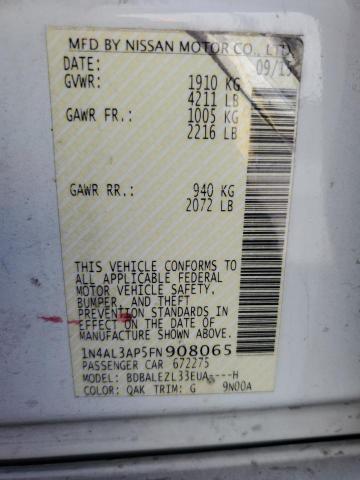 MFD BY NISSAN MOTOR CO., LTD.
DATE: 09/15
GVWR: 1910 KG
4211 LB
GAWR FR.: 1005 KG
2216 LB
GAWR RR.: 940 KG
2072 LB
THIS VEHICLE CONFORMS TO
ALL APPLICABLE FEDERAL
MOTOR VEHICLE SAFETY,
BUMPER, AND THEFT
PREVENTION STANDARDS IN
EFFECT ON THE DATE OF
MANUFACTURE SHOWN ABOVE.
1N4AL3AP5FN908065
PASSENGER CAR 672275
MODEL: BDBALEZL33EUA----H
COLOR: QAK TRIM: G 9N00A